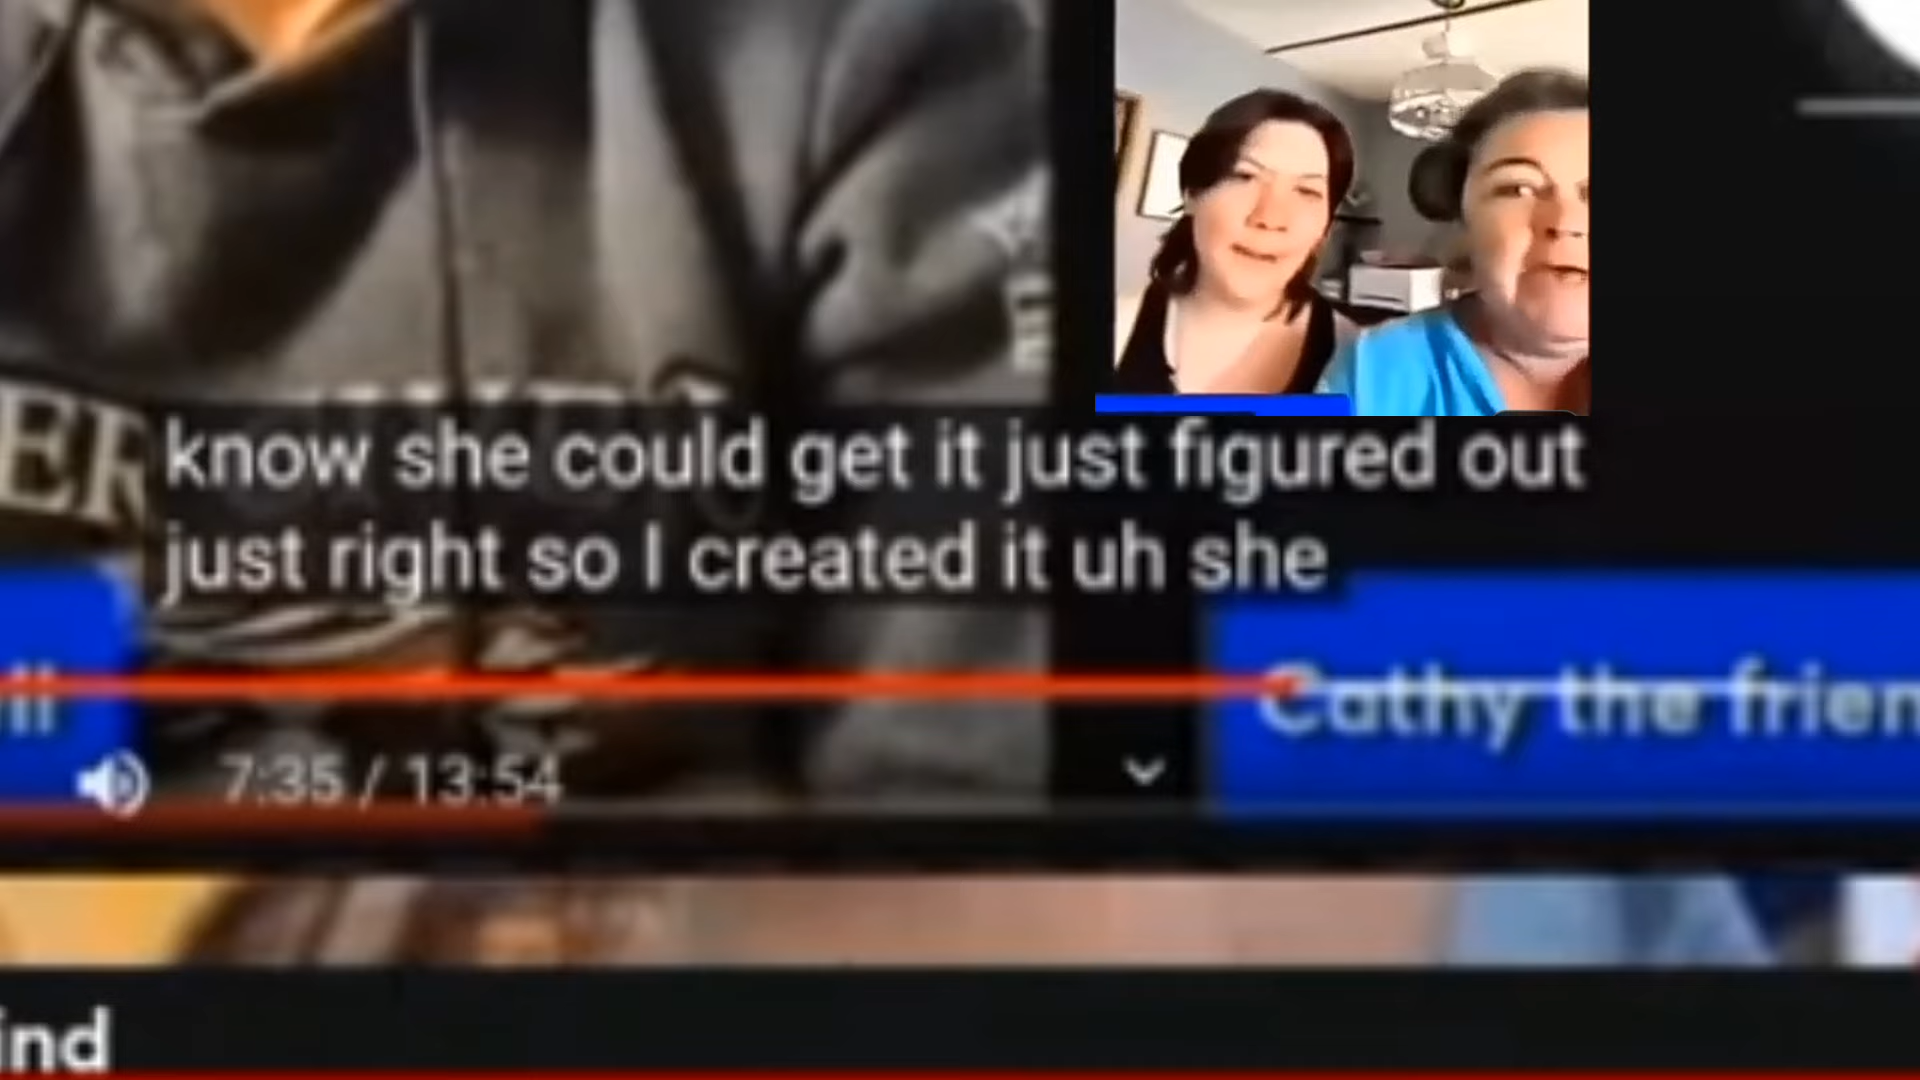 ER
know she could get it just figured out
just right so I created it uh she
Cathy the frien
7:35 / 13:54
ind